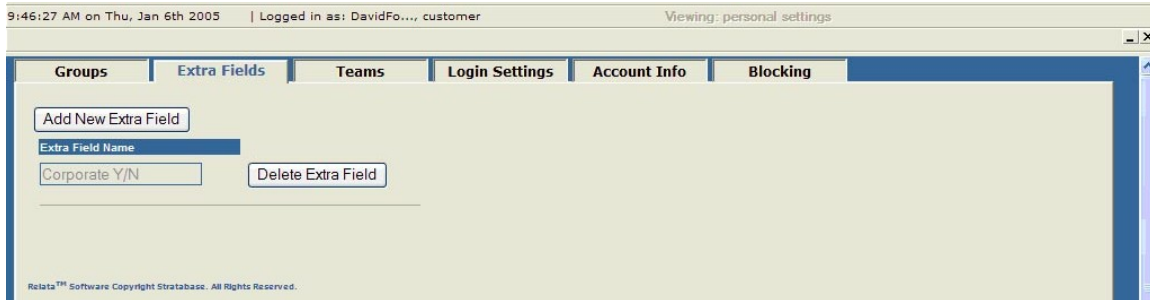 9:46:27 AM on Thu, Jan 6th 2005 | Logged in as: DavidFo..., customer Viewing: personal settings
Groups Extra Fields Teams Login Settings Account Info Blocking
Add New Extra Field
Extra Field Name
Corporate Y/N Delete Extra Field
Relata™ Software Copyright Stratabase. All Rights Reserved.